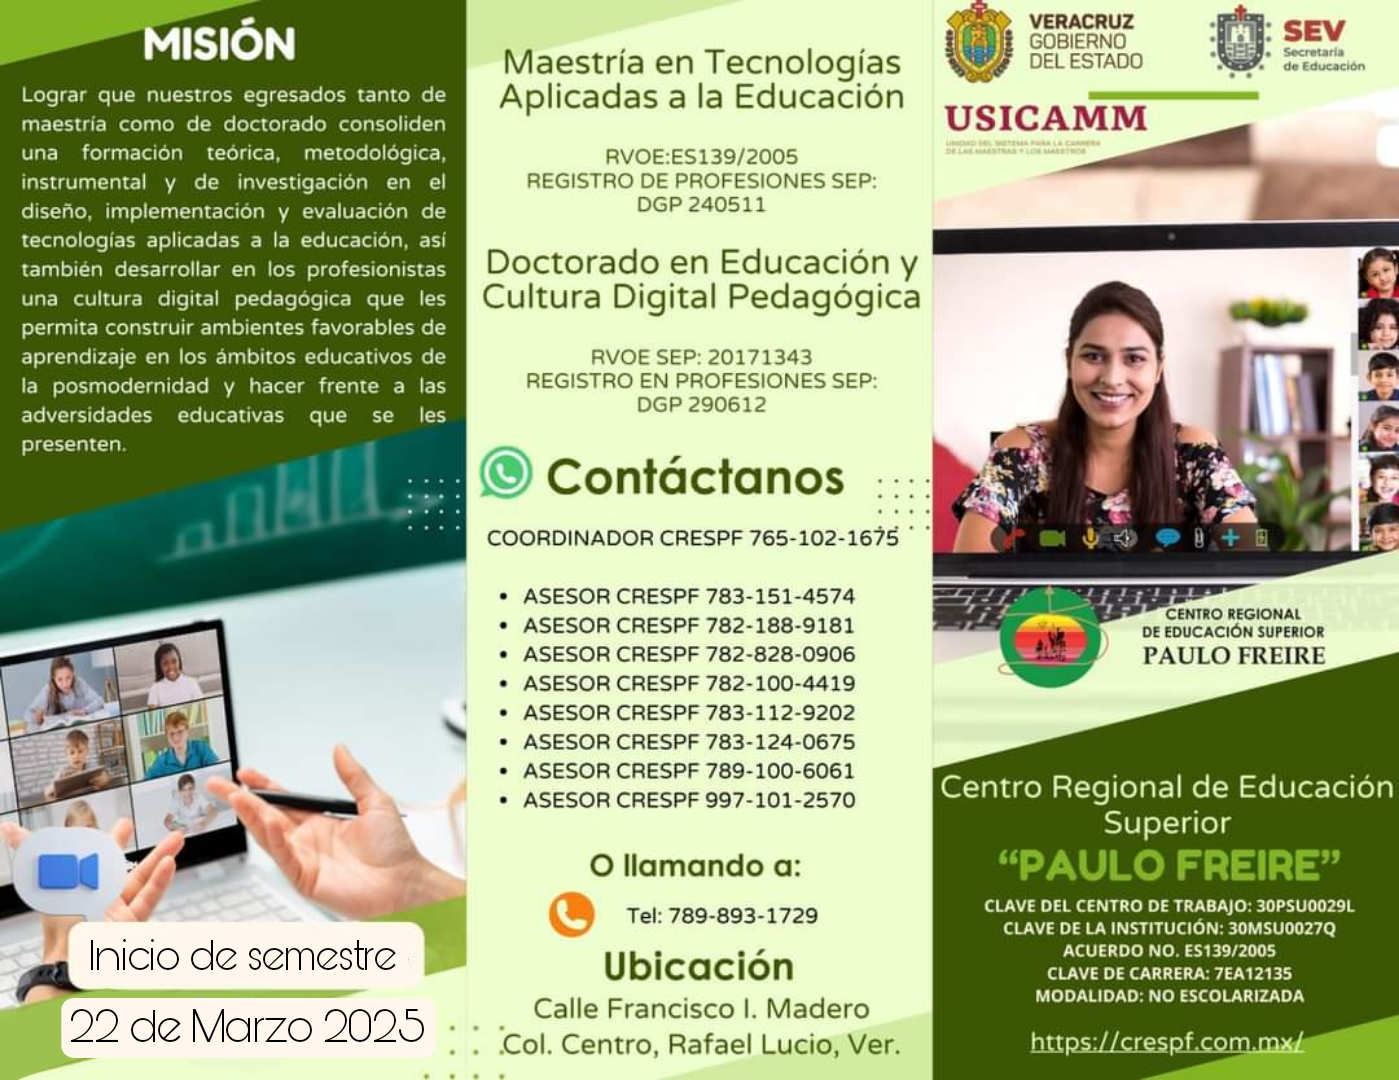 MISIÓN
Lograr que nuestros egresados tanto de
maestría como de doctorado consoliden
una formación teórica, metodológica,
instrumental y de investigación en el
diseño, implementación y evaluación de
tecnologías aplicadas a la educación, así
también desarrollar en los profesionistas
una cultura digital pedagógica que les
permita construir ambientes favorables de
aprendizaje en los ámbitos educativos de
la posmodernidad y hacer frente a las
adversidades educativas que se les
presenten.
Inicio de semestre
22 de Marzo 2025
Maestría en Tecnologías
Aplicadas a la Educación
RVOE:ES139/2005
REGISTRO DE PROFESIONES SEP:
DGP 240511
Doctorado en Educación y
Cultura Digital Pedagógica
RVOE SEP: 20171343
REGISTRO EN PROFESIONES SEP:
DGP 290612
Contáctanos
COORDINADOR CRESPF 765-102-1675
• ASESOR CRESPF 783-151-4574
• ASESOR CRESPF 782-188-9181
• ASESOR CRESPF 782-828-0906
• ASESOR CRESPF 782-100-4419
• ASESOR CRESPF 783-112-9202
• ASESOR CRESPF 783-124-0675
• ASESOR CRESPF 789-100-6061
• ASESOR CRESPF 997-101-2570
O llamando a:
Tel: 789-893-1729
Ubicación
Calle Francisco I. Madero
Col. Centro, Rafael Lucio, Ver.
VERACRUZ
GOBIERNO
DEL ESTADO
SEV
Secretaría
de Educación
USICAMM
UNIDAD DEL SISTEMA PARA LA CARRERA
DE LAS MAESTRAS Y LOS MAESTROS
CENTRO REGIONAL
DE EDUCACIÓN SUPERIOR
PAULO FREIRE
Centro Regional de Educación
Superior
“PAULO FREIRE”
CLAVE DEL CENTRO DE TRABAJO: 30PSU0029L
CLAVE DE LA INSTITUCIÓN: 30MSU0027Q
ACUERDO NO. ES139/2005
CLAVE DE CARRERA: 7EA12135
MODALIDAD: NO ESCOLARIZADA
https://crespf.com.mx/